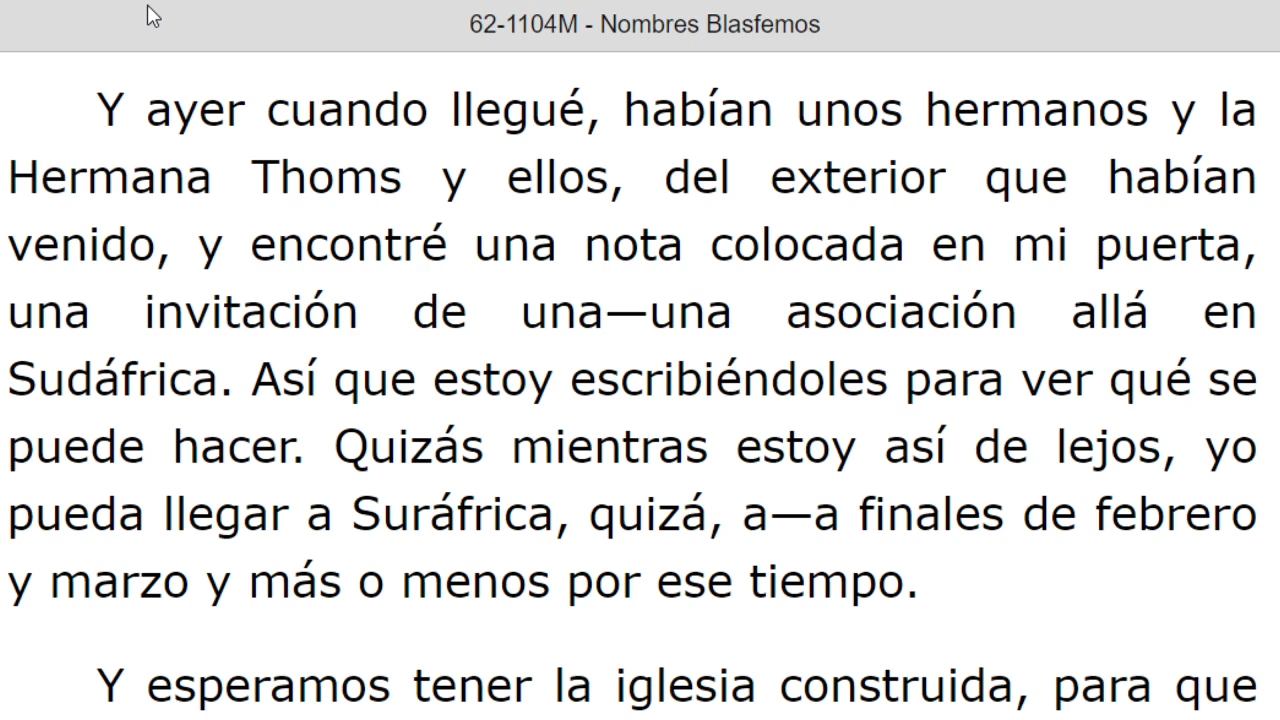 62-1104M - Nombres Blasfemos
Y ayer cuando llegué, habían unos hermanos y la
Hermana Thoms y ellos, del exterior que habían
venido, y encontré una nota colocada en mi puerta,
una invitación de una—una asociación allá en
Sudáfrica. Así que estoy escribiéndoles para ver qué se
puede hacer. Quizás mientras estoy así de lejos, yo
pueda llegar a Suráfrica, quizá, a—a finales de febrero
y marzo y más o menos por ese tiempo.
Y esperamos tener la iglesia construida, para que